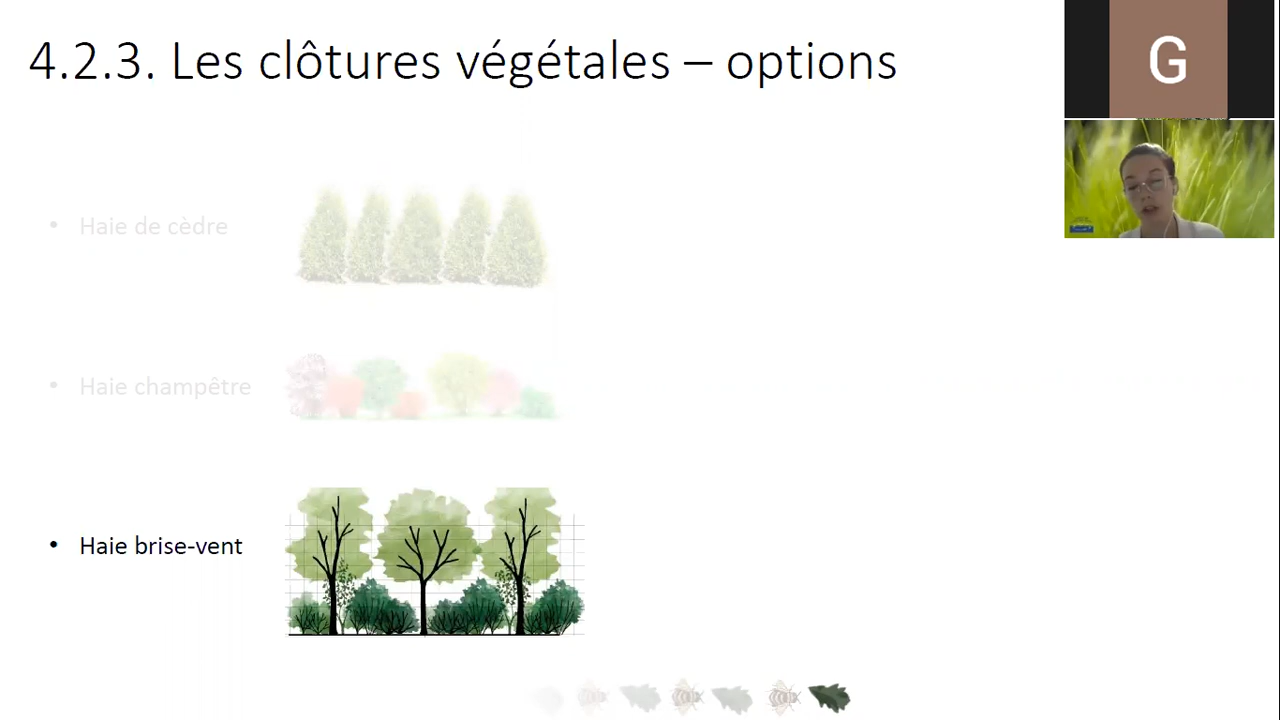 4.2.3. Les clôtures végétales – options
G
• Haie de cèdre
• Haie champêtre
• Haie brise-vent